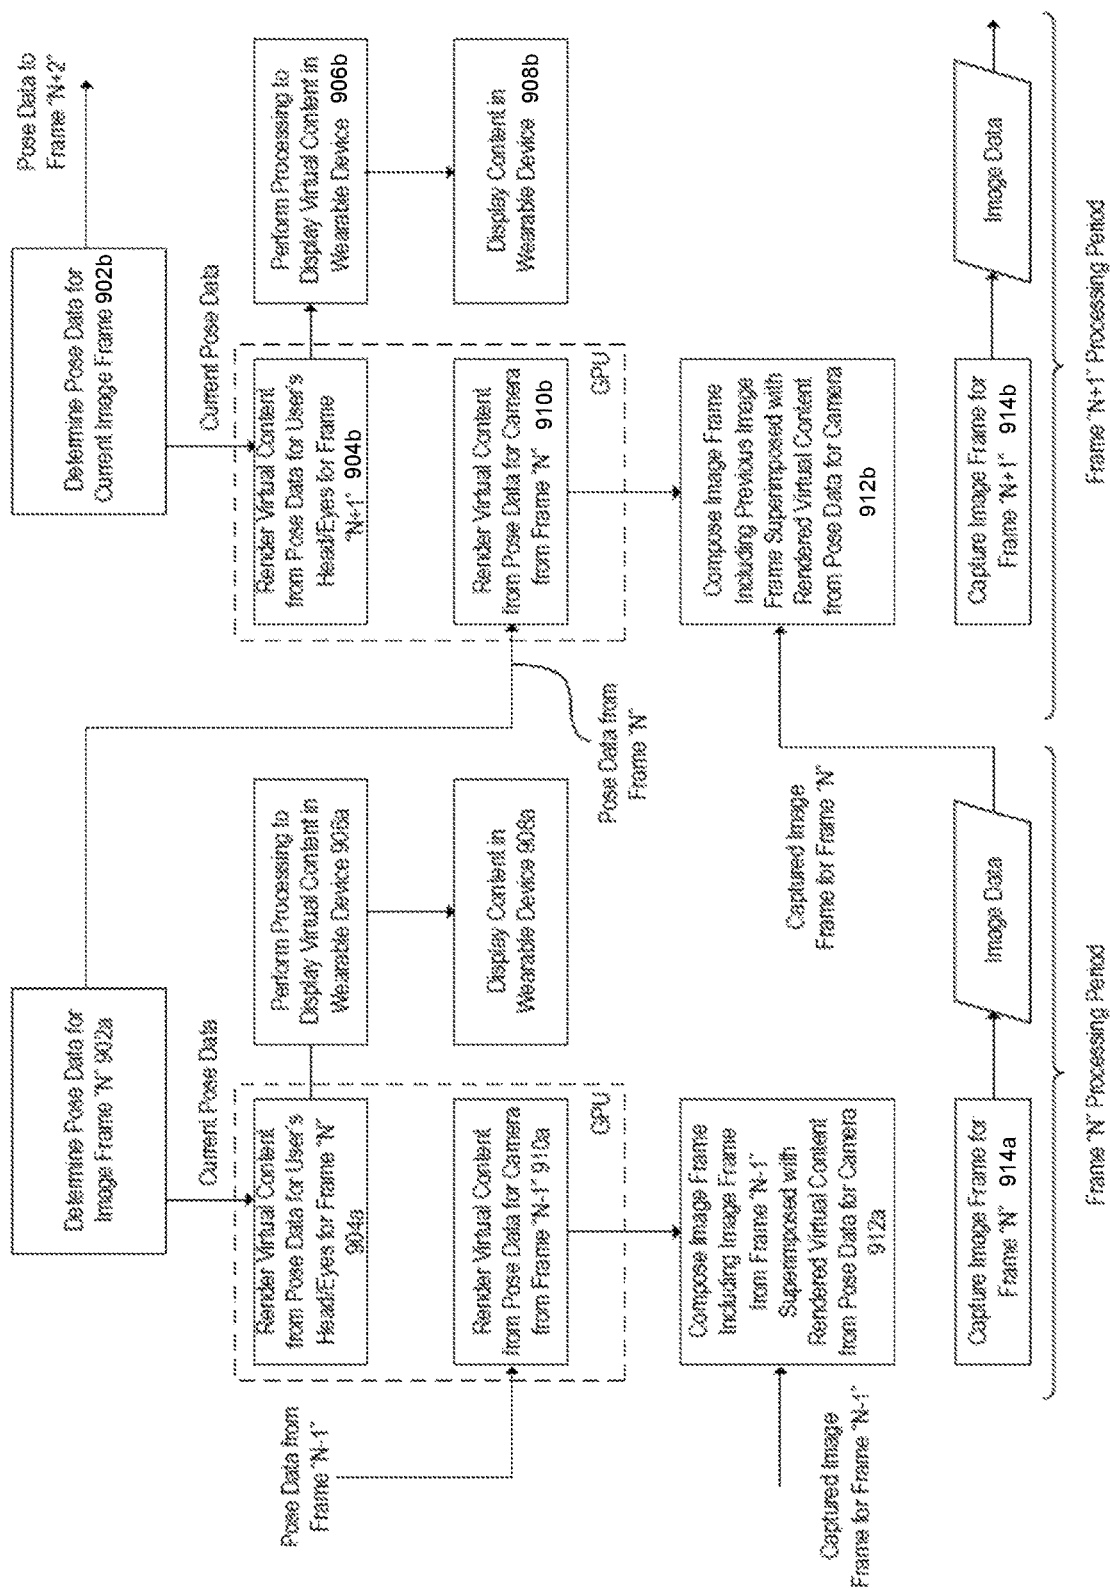 Determine Pose Data for
Image Frame "N" 902a
Current Pose Data
Render Virtual Content
from Pose Data for User's
Head/Eyes for Frame "N"
904a
Perform Processing to
Display Virtual Content in
Wearable Device 906a
Display Content in
Wearable Device 908a
Pose Data from
Frame "N-1"
Render Virtual Content
from Pose Data for Camera
from Frame "N-1" 910a
GPU
Compose Image Frame
Including Image Frame
from Frame "N-1"
Superimposed with
Rendered Virtual Content
from Pose Data for Camera
912a
Captured Image
Frame for Frame "N-1"
Capture Image Frame for
Frame "N" 914a
Image Data
Frame "N" Processing Period
Pose Data from
Frame "N"
Captured Image
Frame for Frame "N"
Determine Pose Data for
Current Image Frame 902b
Pose Data to
Frame "N+2"
Current Pose Data
Render Virtual Content
from Pose Data for User's
Head/Eyes for Frame
"N+1" 904b
Perform Processing to
Display Virtual Content in
Wearable Device 906b
Display Content in
Wearable Device 908b
Render Virtual Content
from Pose Data for Camera
from Frame "N" 910b
GPU
Compose Image Frame
Including Previous Image
Frame Superimposed with
Rendered Virtual Content
from Pose Data for Camera
912b
Capture Image Frame for
Frame "N+1" 914b
Image Data
Frame "N+1" Processing Period